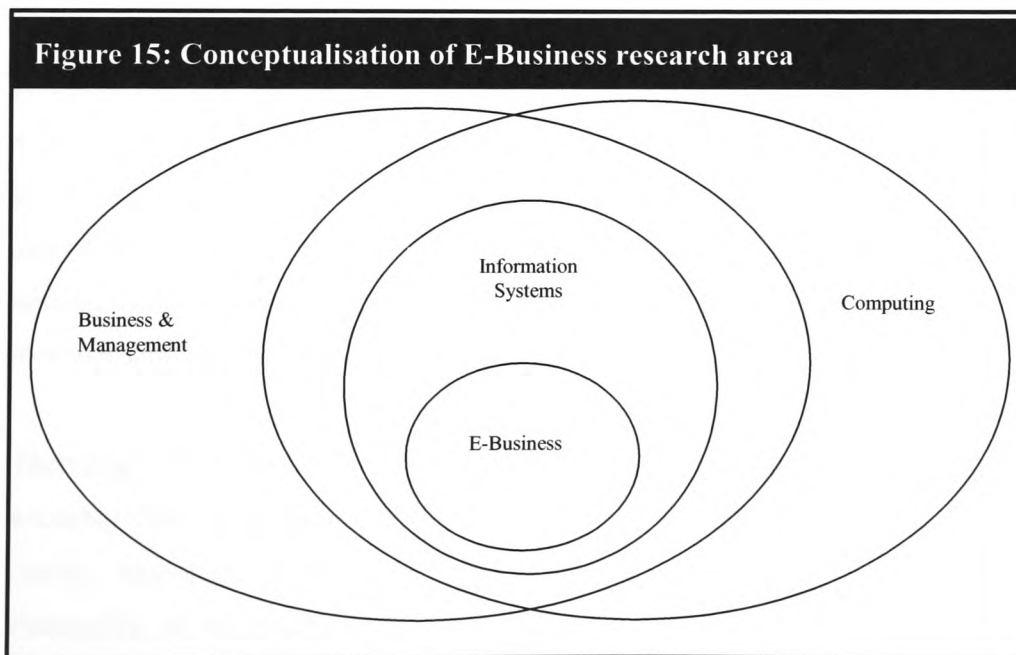 Figure 15: Conceptualisation of E-Business research area
Information
Systems
Business &
Management
Computing
E-Business